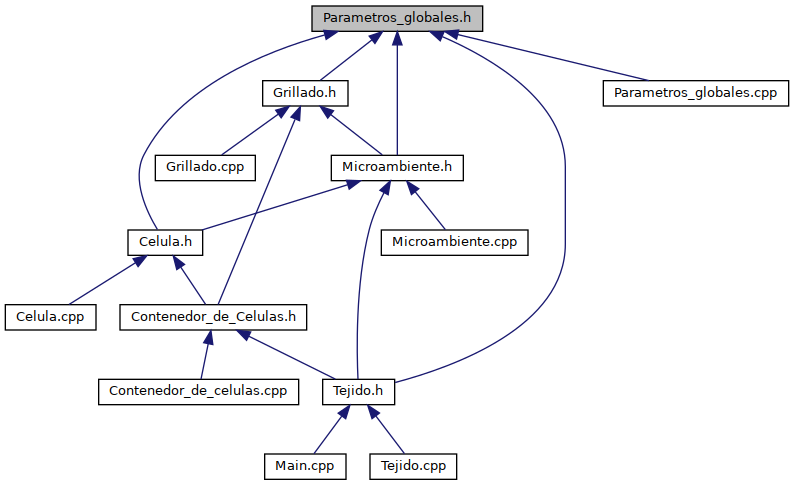 Parametros_globales.h
Grillado.h
Parametros_globales.cpp
Grillado.cpp
Microambiente.h
Celula.h
Microambiente.cpp
Celula.cpp
Contenedor_de_Celulas.h
Contenedor_de_celulas.cpp
Tejido.h
Main.cpp
Tejido.cpp